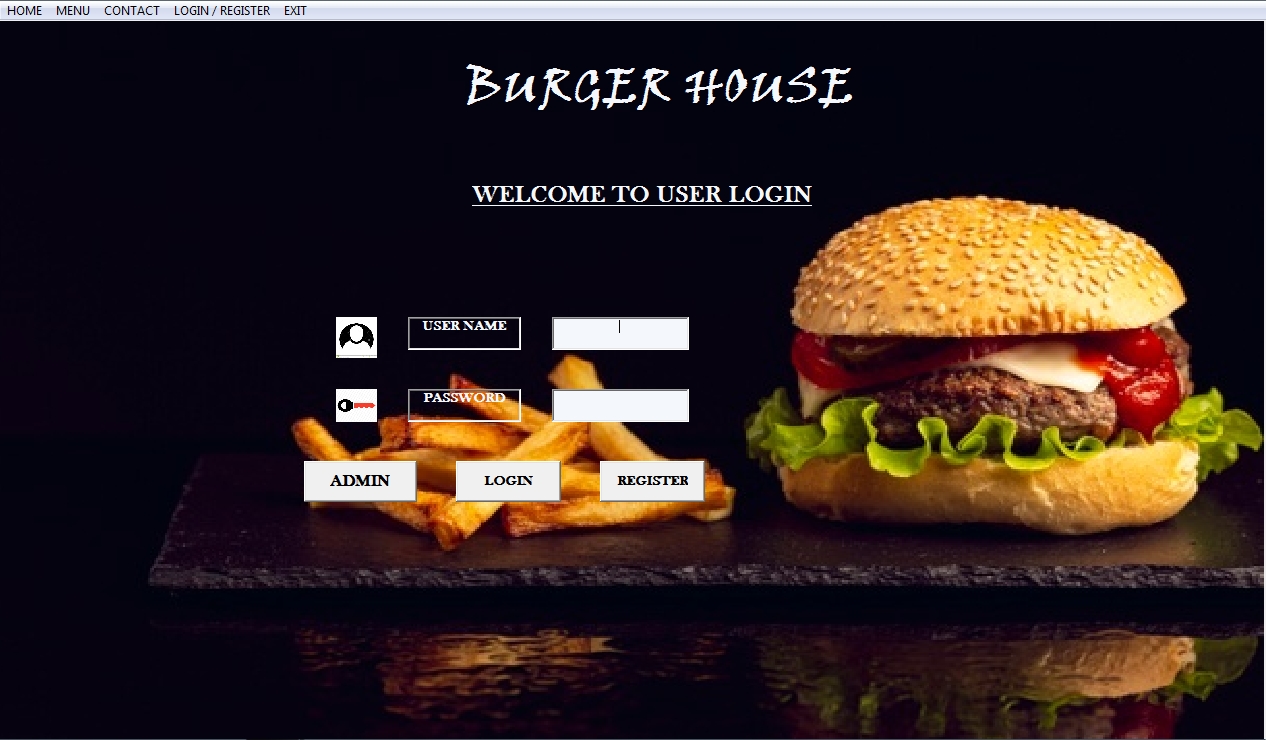 HOME MENU CONTACT LOGIN / REGISTER EXIT
BURGER HOUSE
WELCOME TO USER LOGIN
USER NAME
PASSWORD
ADMIN LOGIN REGISTER